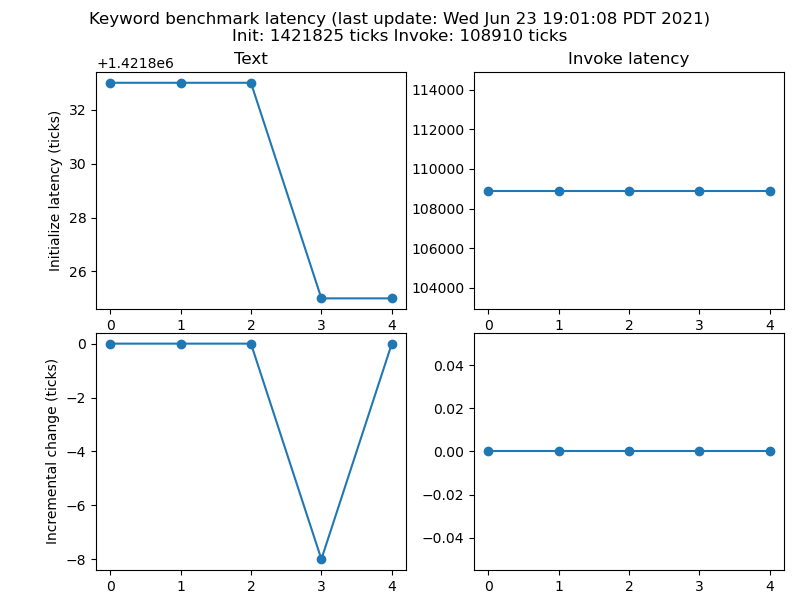 Keyword benchmark latency (last update: Wed Jun 23 19:01:08 PDT 2021)
Init: 1421825 ticks Invoke: 108910 ticks
Text
Invoke latency
+1.4218e6
Initialize latency (ticks)
32
30
28
26
0 1 2 3 4
114000
112000
110000
108000
106000
104000
0 1 2 3 4
Incremental change (ticks)
0
−2
−4
−6
−8
0 1 2 3 4
0.04
0.02
0.00
−0.02
−0.04
0 1 2 3 4